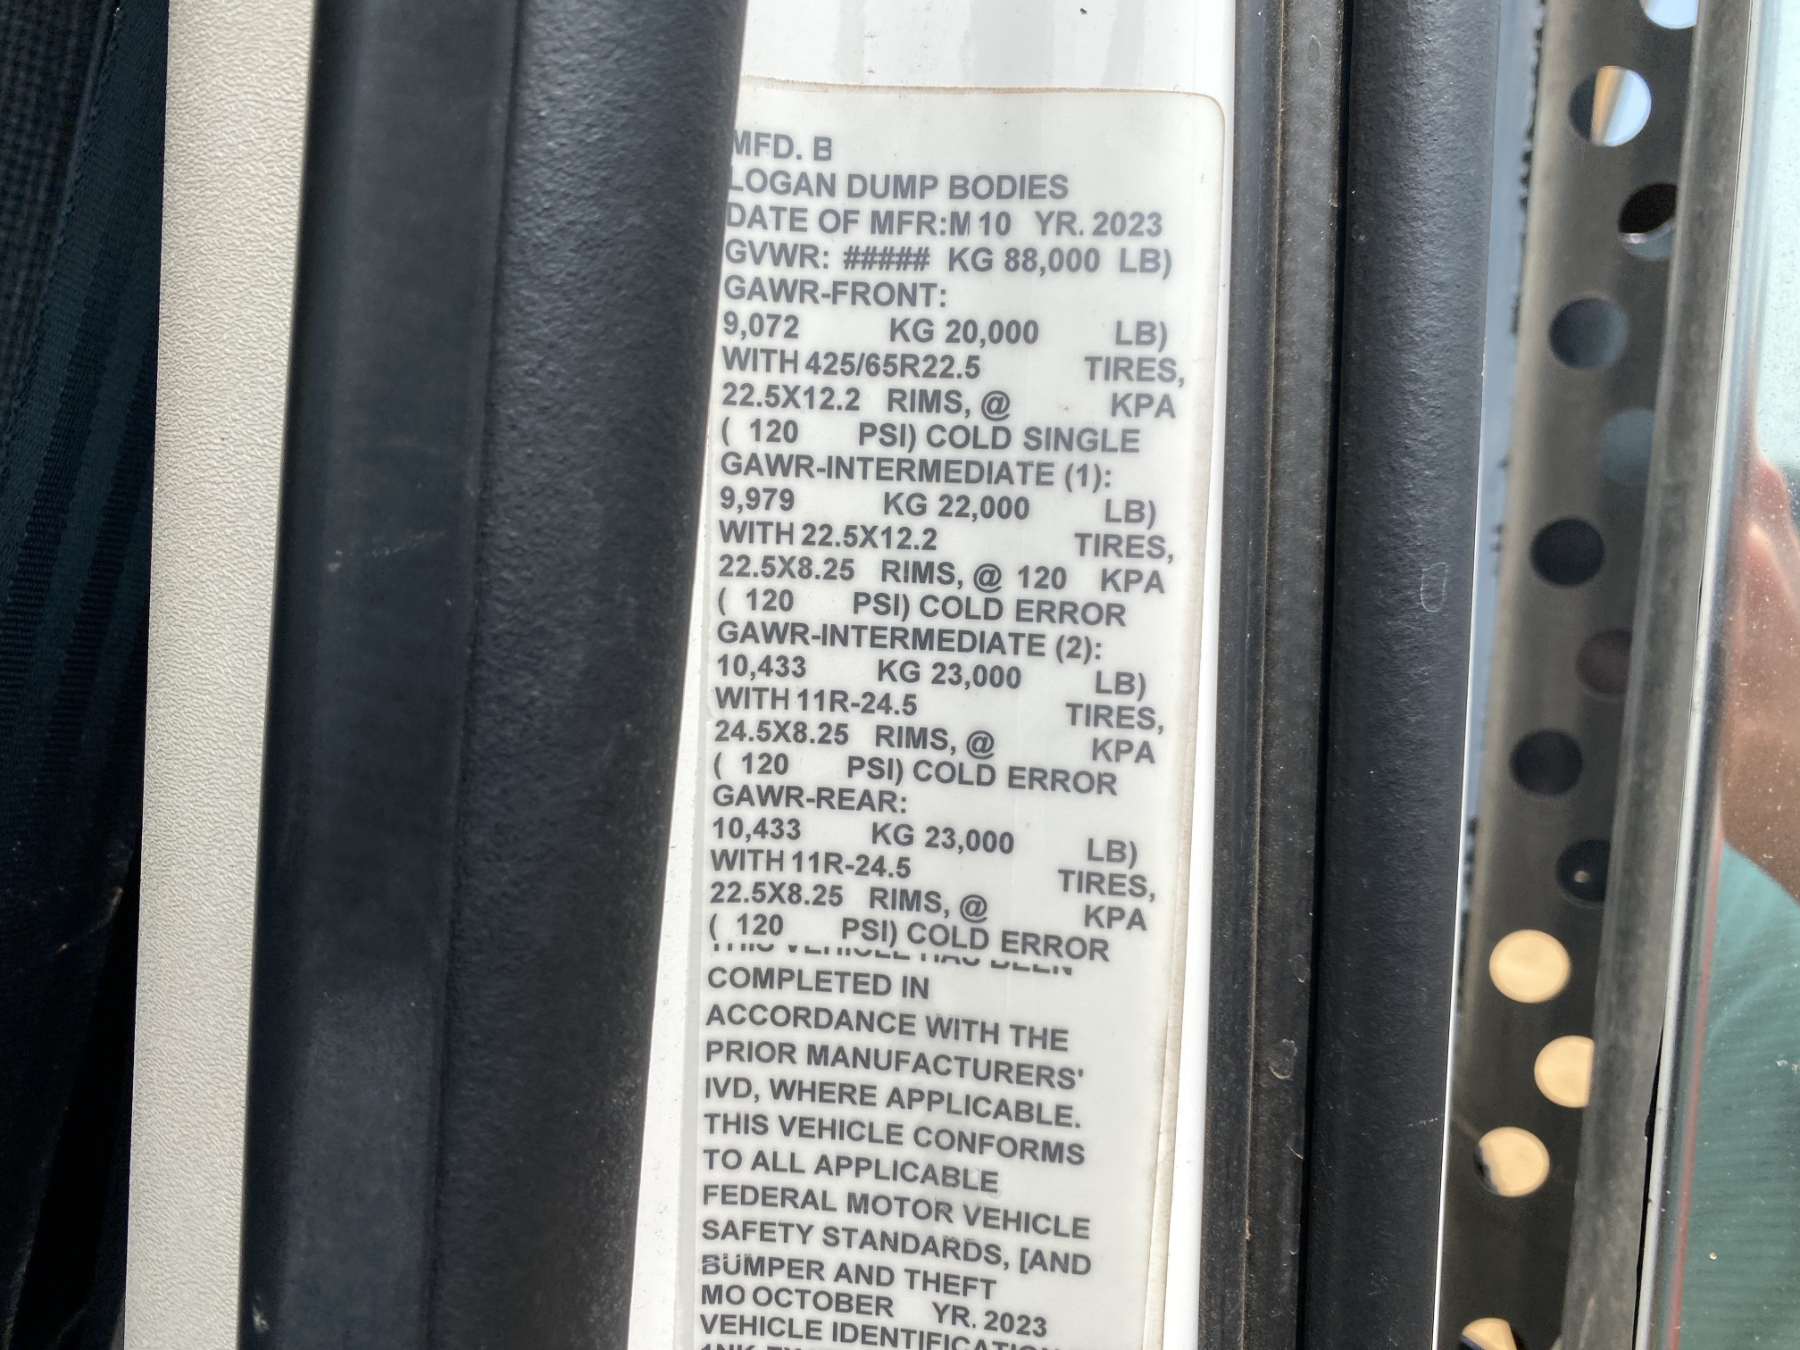 MFD. B
LOGAN DUMP BODIES
DATE OF MFR:M 10 YR. 2023
GVWR: ##### KG 88,000 LB)
GAWR-FRONT:
9,072 KG 20,000 LB)
WITH 425/65R22.5 TIRES,
22.5X12.2 RIMS, @ KPA
( 120 PSI) COLD SINGLE
GAWR-INTERMEDIATE (1):
9,979 KG 22,000 LB)
WITH 22.5X12.2 TIRES,
22.5X8.25 RIMS, @ 120 KPA
( 120 PSI) COLD ERROR
GAWR-INTERMEDIATE (2):
10,433 KG 23,000 LB)
WITH 11R-24.5 TIRES,
24.5X8.25 RIMS, @ KPA
( 120 PSI) COLD ERROR
GAWR-REAR:
10,433 KG 23,000 LB)
WITH 11R-24.5 TIRES,
22.5X8.25 RIMS, @ KPA
( 120 PSI) COLD ERROR
THIS VEHICLE HAS BEEN
COMPLETED IN
ACCORDANCE WITH THE
PRIOR MANUFACTURERS'
IVD, WHERE APPLICABLE.
THIS VEHICLE CONFORMS
TO ALL APPLICABLE
FEDERAL MOTOR VEHICLE
SAFETY STANDARDS, [AND
BUMPER AND THEFT
MO OCTOBER YR. 2023
VEHICLE IDENTIFICATION